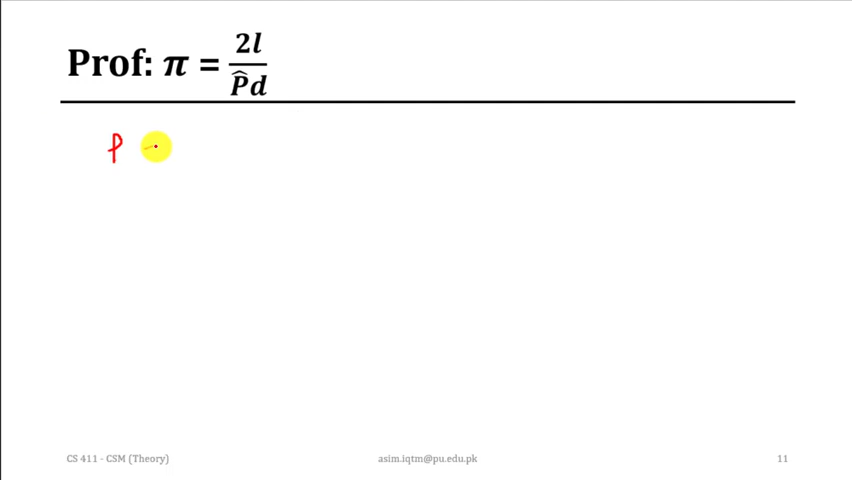 Prof: π = 2l / P̂d
P
CS 411 - CSM (Theory) asim.iqtm@pu.edu.pk 11